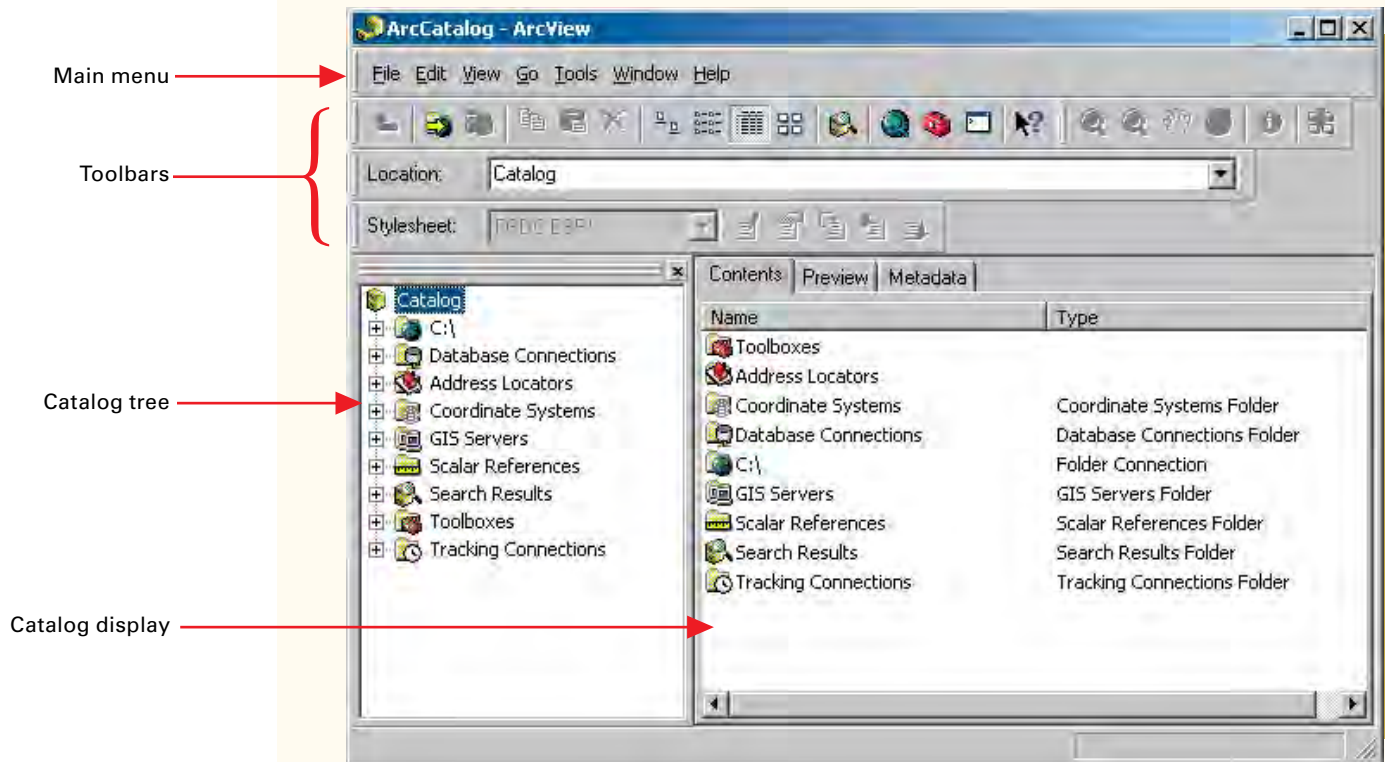 ArcCatalog - ArcView
Main menu
File Edit View Go Tools Window Help
Toolbars
Location: Catalog
Stylesheet:
Contents Preview Metadata
Catalog
C:\
Database Connections
Address Locators
Coordinate Systems
GIS Servers
Scalar References
Search Results
Toolboxes
Tracking Connections
Catalog tree
Catalog display
Name Type
Toolboxes
Address Locators
Coordinate Systems Coordinate Systems Folder
Database Connections Database Connections Folder
C:\ Folder Connection
GIS Servers GIS Servers Folder
Scalar References Scalar References Folder
Search Results Search Results Folder
Tracking Connections Tracking Connections Folder